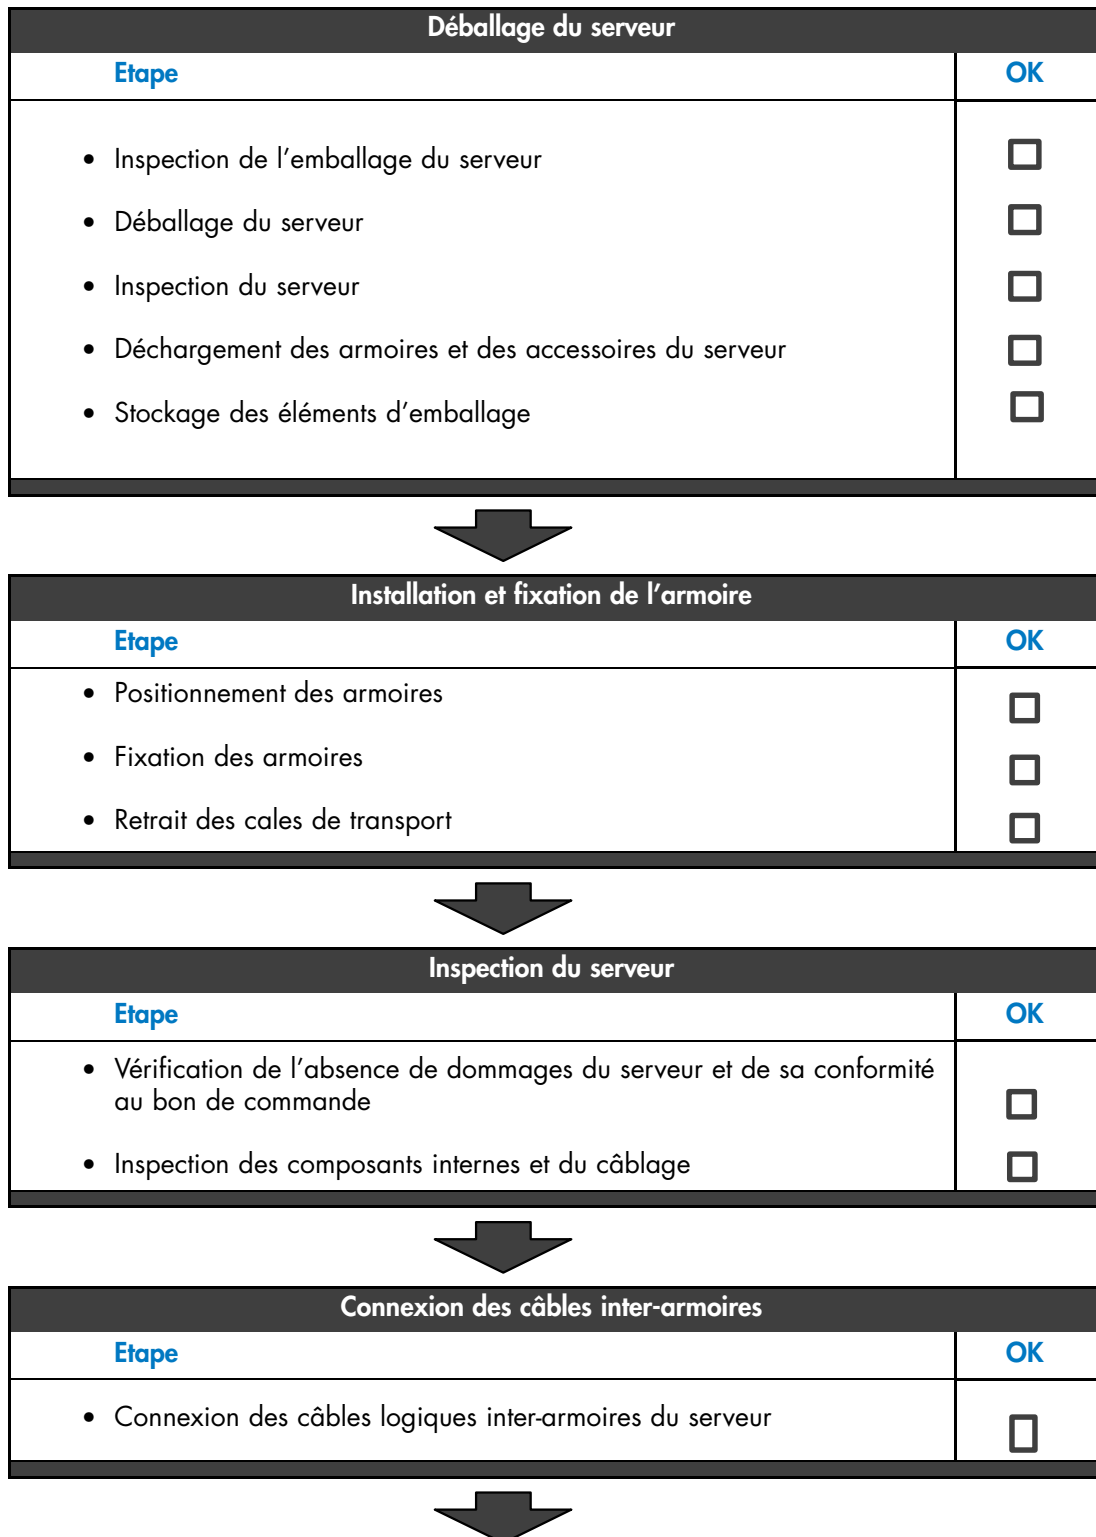 Déballage du serveur
Etape OK
• Inspection de l’emballage du serveur
• Déballage du serveur
• Inspection du serveur
• Déchargement des armoires et des accessoires du serveur
• Stockage des éléments d’emballage
Installation et fixation de l’armoire
Etape OK
• Positionnement des armoires
• Fixation des armoires
• Retrait des cales de transport
Inspection du serveur
Etape OK
• Vérification de l’absence de dommages du serveur et de sa conformité
au bon de commande
• Inspection des composants internes et du câblage
Connexion des câbles inter-armoires
Etape OK
• Connexion des câbles logiques inter-armoires du serveur